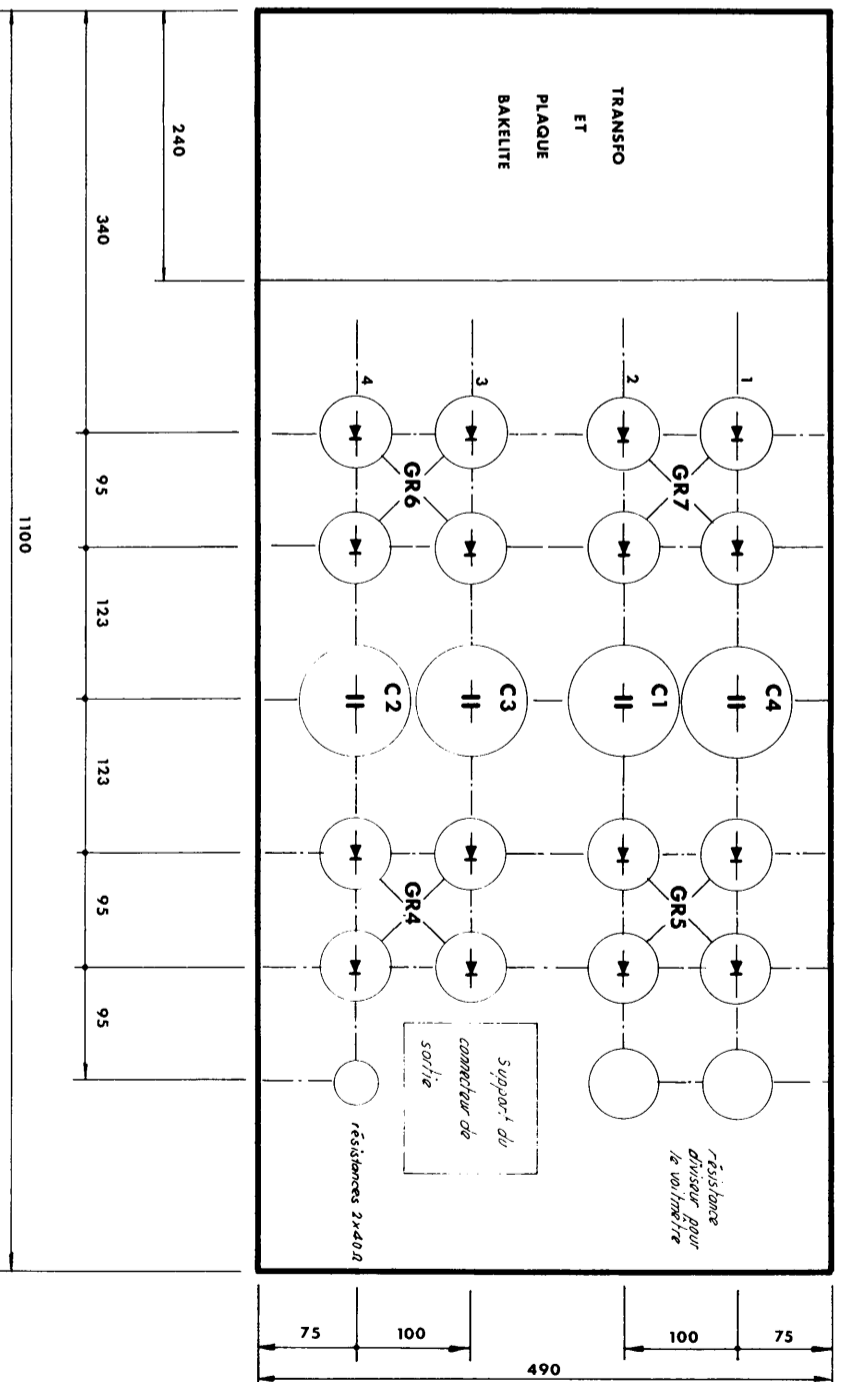 TRANSFO
ET
PLAQUE
BAKELITE
240
340
95
123
123
95
95
1100
1
2
3
4
GR7
GR6
C4
C1
C3
C2
GR5
GR4
résistance
diviseur pour
le voltmètre
Support du
connecteur de
sortie
résistances 2x40Ω
75
100
100
75
490